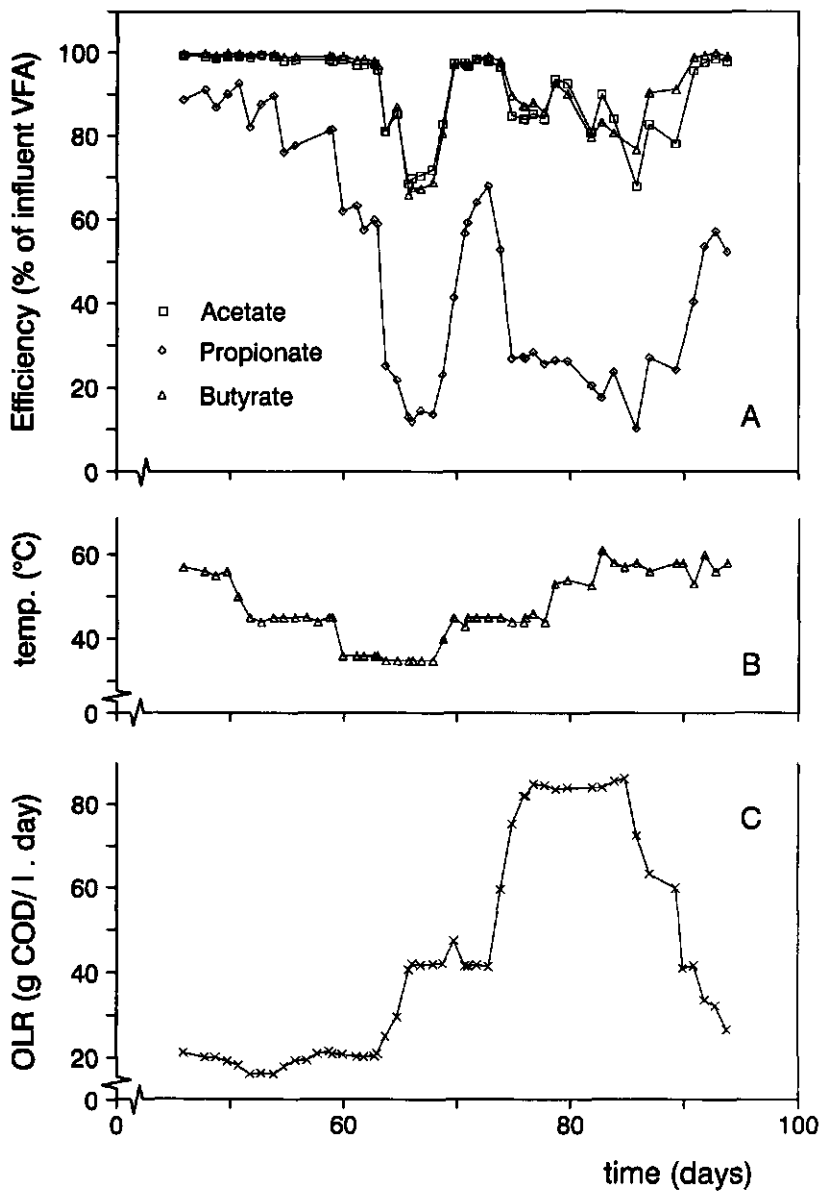 Efficiency (% of influent VFA)
100
80
60
40
20
0
Acetate
Propionate
Butyrate
A
temp. (°C)
60
40
0
B
OLR (g COD/ l . day)
80
60
40
20
0
C
0
60
80
100
time (days)